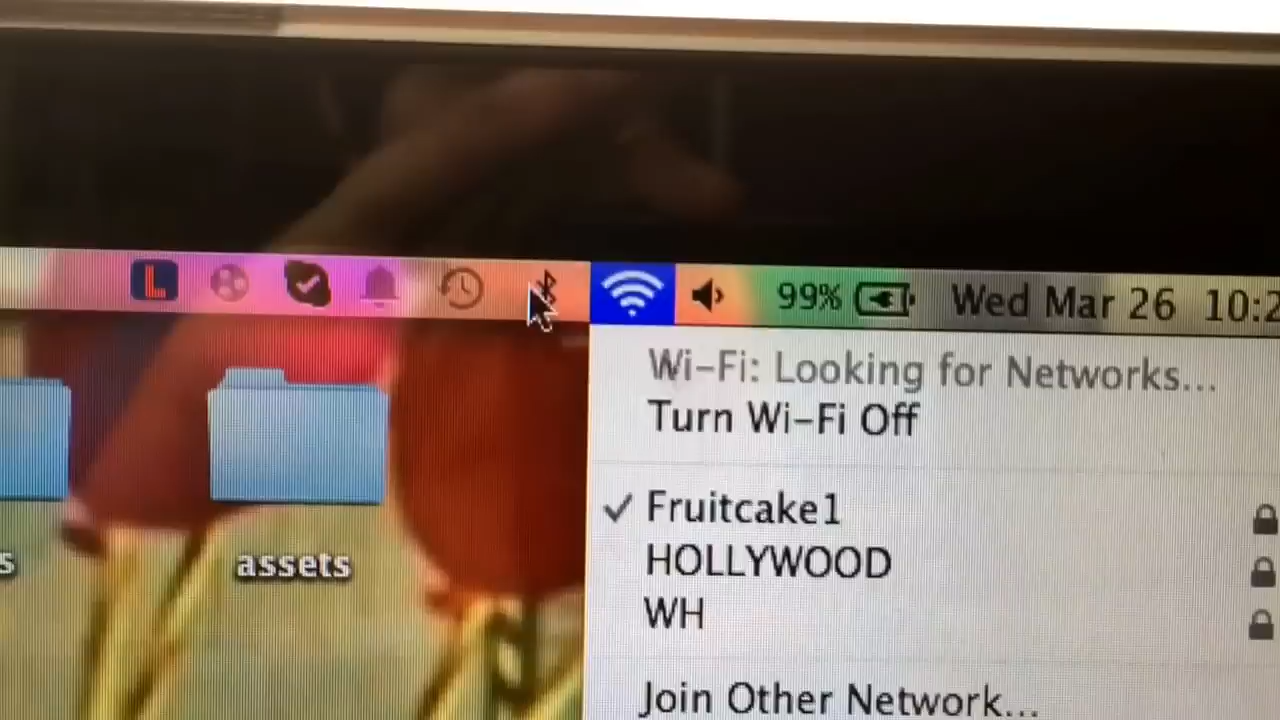 L
99%
Wed Mar 26 10:2
Wi-Fi: Looking for Networks...
Turn Wi-Fi Off
Fruitcake1
HOLLYWOOD
WH
Join Other Network...
s
assets